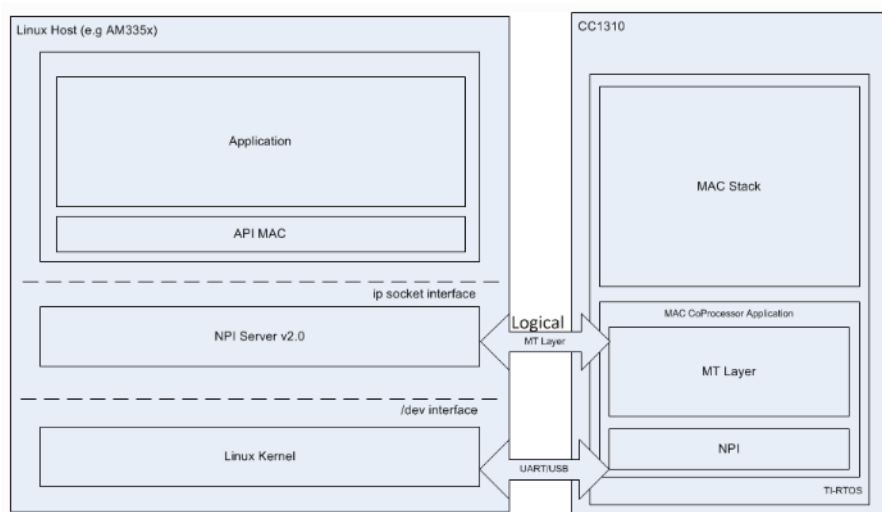 Linux Host (e.g AM335x)
Application
API MAC
ip socket interface
NPI Server v2.0
/dev interface
Linux Kernel
Logical
MT Layer
UART/USB
CC1310
MAC Stack
MAC CoProcessor Application
MT Layer
NPI
TI-RTOS